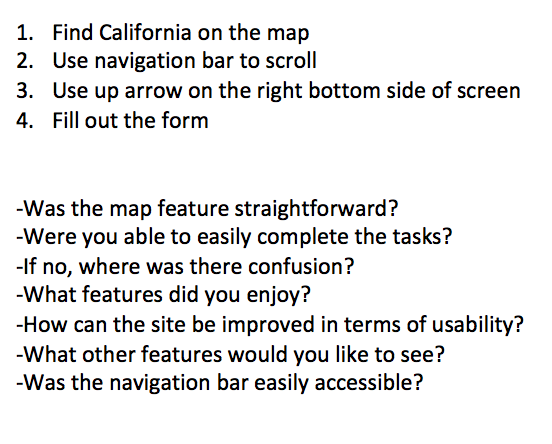 1. Find California on the map
2. Use navigation bar to scroll
3. Use up arrow on the right bottom side of screen
4. Fill out the form
-Was the map feature straightforward?
-Were you able to easily complete the tasks?
-If no, where was there confusion?
-What features did you enjoy?
-How can the site be improved in terms of usability?
-What other features would you like to see?
-Was the navigation bar easily accessible?